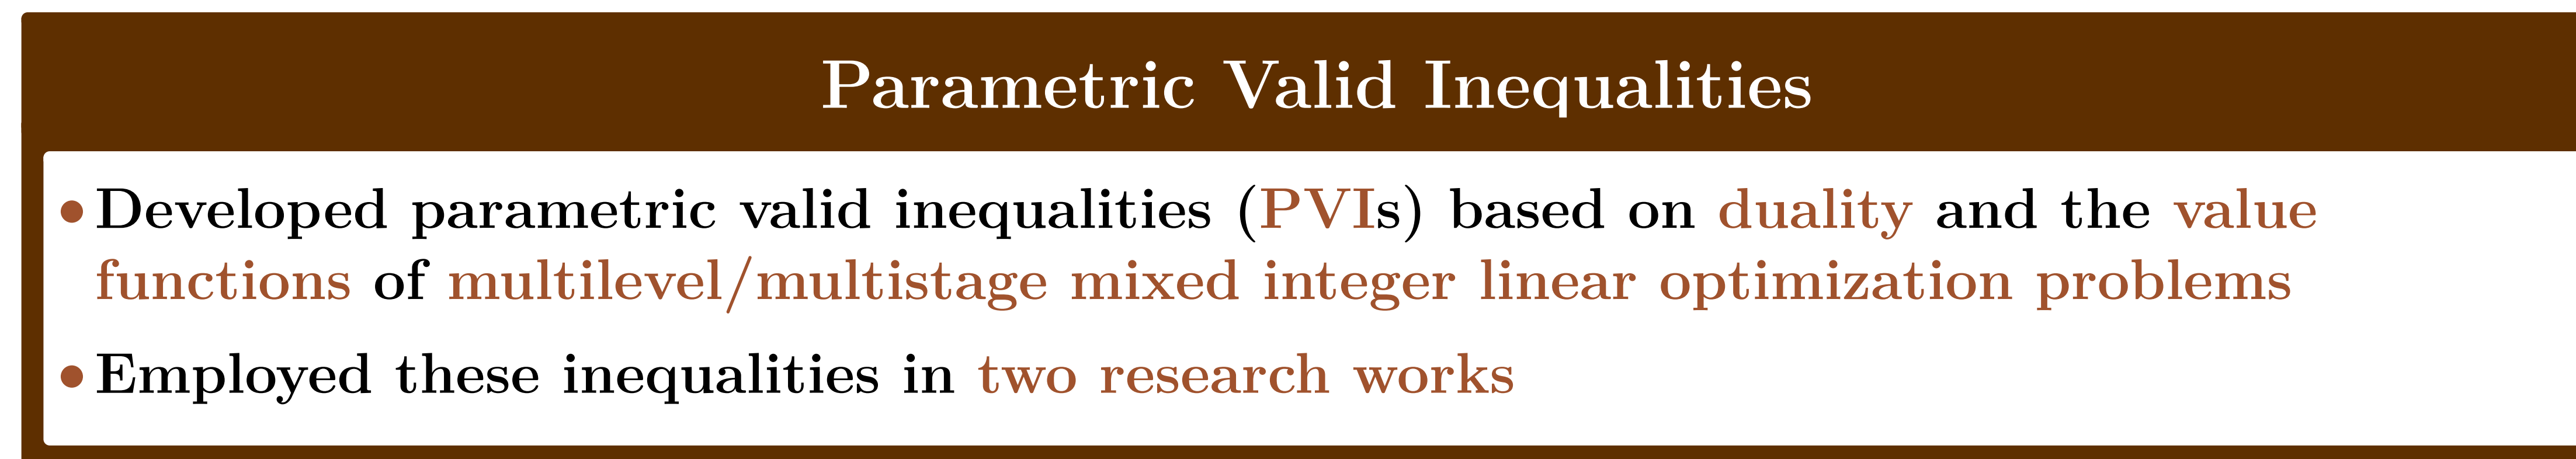 Parametric Valid Inequalities
• Developed parametric valid inequalities (PVIs) based on duality and the value
functions of multilevel/multistage mixed integer linear optimization problems
• Employed these inequalities in two research works